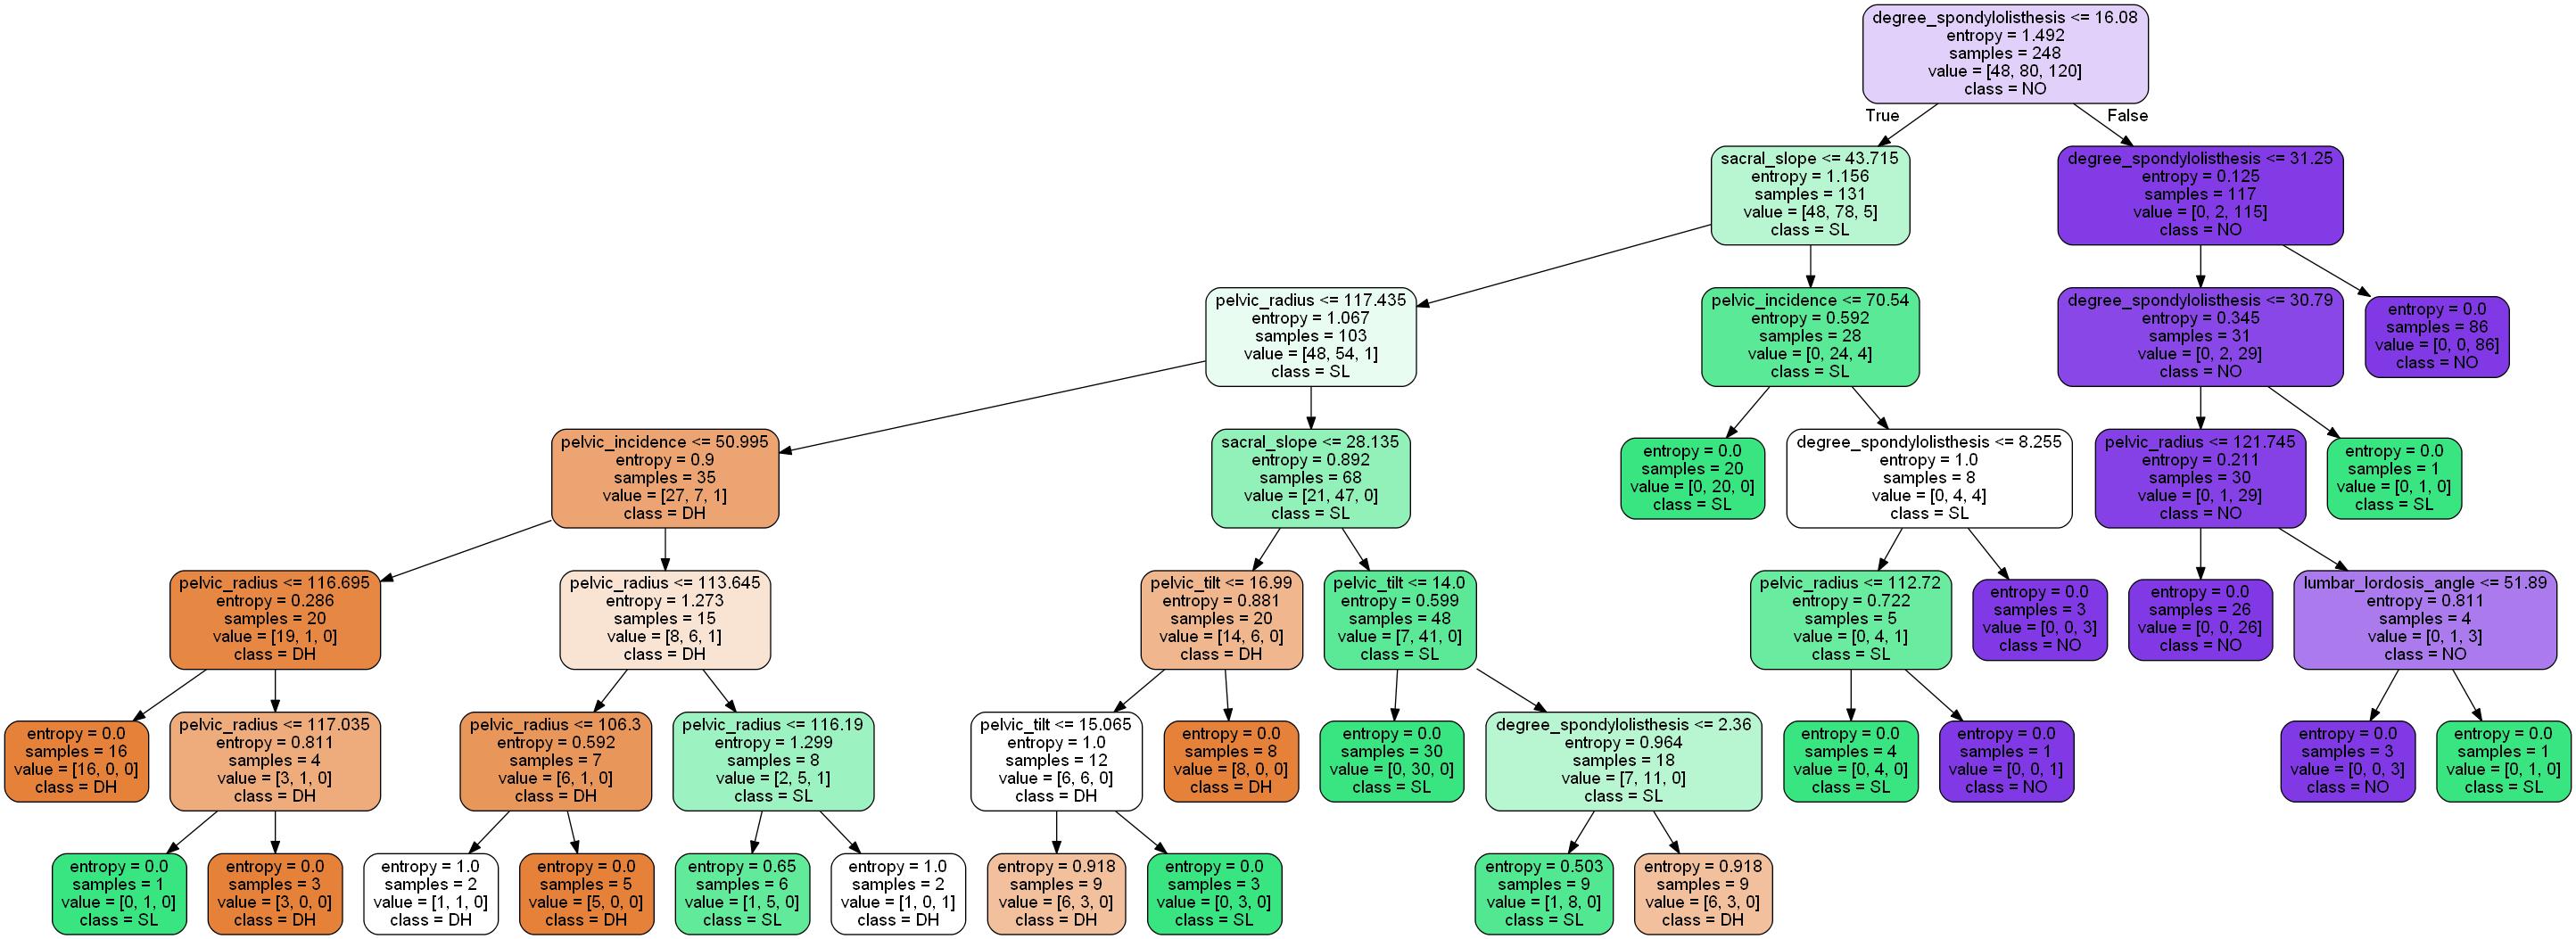 degree_spondylolisthesis <= 16.08
entropy = 1.492
samples = 248
value = [48, 80, 120]
class = NO
True
False
sacral_slope <= 43.715
entropy = 1.156
samples = 131
value = [48, 78, 5]
class = SL
degree_spondylolisthesis <= 31.25
entropy = 0.125
samples = 117
value = [0, 2, 115]
class = NO
pelvic_radius <= 117.435
entropy = 1.067
samples = 103
value = [48, 54, 1]
class = SL
pelvic_incidence <= 70.54
entropy = 0.592
samples = 28
value = [0, 24, 4]
class = SL
degree_spondylolisthesis <= 30.79
entropy = 0.345
samples = 31
value = [0, 2, 29]
class = NO
entropy = 0.0
samples = 86
value = [0, 0, 86]
class = NO
pelvic_incidence <= 50.995
entropy = 0.9
samples = 35
value = [27, 7, 1]
class = DH
sacral_slope <= 28.135
entropy = 0.892
samples = 68
value = [21, 47, 0]
class = SL
entropy = 0.0
samples = 20
value = [0, 20, 0]
class = SL
degree_spondylolisthesis <= 8.255
entropy = 1.0
samples = 8
value = [0, 4, 4]
class = SL
pelvic_radius <= 121.745
entropy = 0.211
samples = 30
value = [0, 1, 29]
class = NO
entropy = 0.0
samples = 1
value = [0, 1, 0]
class = SL
pelvic_radius <= 116.695
entropy = 0.286
samples = 20
value = [19, 1, 0]
class = DH
pelvic_radius <= 113.645
entropy = 1.273
samples = 15
value = [8, 6, 1]
class = DH
pelvic_tilt <= 16.99
entropy = 0.881
samples = 20
value = [14, 6, 0]
class = DH
pelvic_tilt <= 14.0
entropy = 0.599
samples = 48
value = [7, 41, 0]
class = SL
pelvic_radius <= 112.72
entropy = 0.722
samples = 5
value = [0, 4, 1]
class = SL
entropy = 0.0
samples = 3
value = [0, 0, 3]
class = NO
entropy = 0.0
samples = 26
value = [0, 0, 26]
class = NO
lumbar_lordosis_angle <= 51.89
entropy = 0.811
samples = 4
value = [0, 1, 3]
class = NO
entropy = 0.0
samples = 16
value = [16, 0, 0]
class = DH
pelvic_radius <= 117.035
entropy = 0.811
samples = 4
value = [3, 1, 0]
class = DH
pelvic_radius <= 106.3
entropy = 0.592
samples = 7
value = [6, 1, 0]
class = DH
pelvic_radius <= 116.19
entropy = 1.299
samples = 8
value = [2, 5, 1]
class = SL
pelvic_tilt <= 15.065
entropy = 1.0
samples = 12
value = [6, 6, 0]
class = DH
entropy = 0.0
samples = 8
value = [8, 0, 0]
class = DH
entropy = 0.0
samples = 30
value = [0, 30, 0]
class = SL
degree_spondylolisthesis <= 2.36
entropy = 0.964
samples = 18
value = [7, 11, 0]
class = SL
entropy = 0.0
samples = 4
value = [0, 4, 0]
class = SL
entropy = 0.0
samples = 1
value = [0, 0, 1]
class = NO
entropy = 0.0
samples = 3
value = [0, 0, 3]
class = NO
entropy = 0.0
samples = 1
value = [0, 1, 0]
class = SL
entropy = 0.0
samples = 1
value = [0, 1, 0]
class = SL
entropy = 0.0
samples = 3
value = [3, 0, 0]
class = DH
entropy = 1.0
samples = 2
value = [1, 1, 0]
class = DH
entropy = 0.0
samples = 5
value = [5, 0, 0]
class = DH
entropy = 0.65
samples = 6
value = [1, 5, 0]
class = SL
entropy = 1.0
samples = 2
value = [1, 0, 1]
class = DH
entropy = 0.918
samples = 9
value = [6, 3, 0]
class = DH
entropy = 0.0
samples = 3
value = [0, 3, 0]
class = SL
entropy = 0.503
samples = 9
value = [1, 8, 0]
class = SL
entropy = 0.918
samples = 9
value = [6, 3, 0]
class = DH